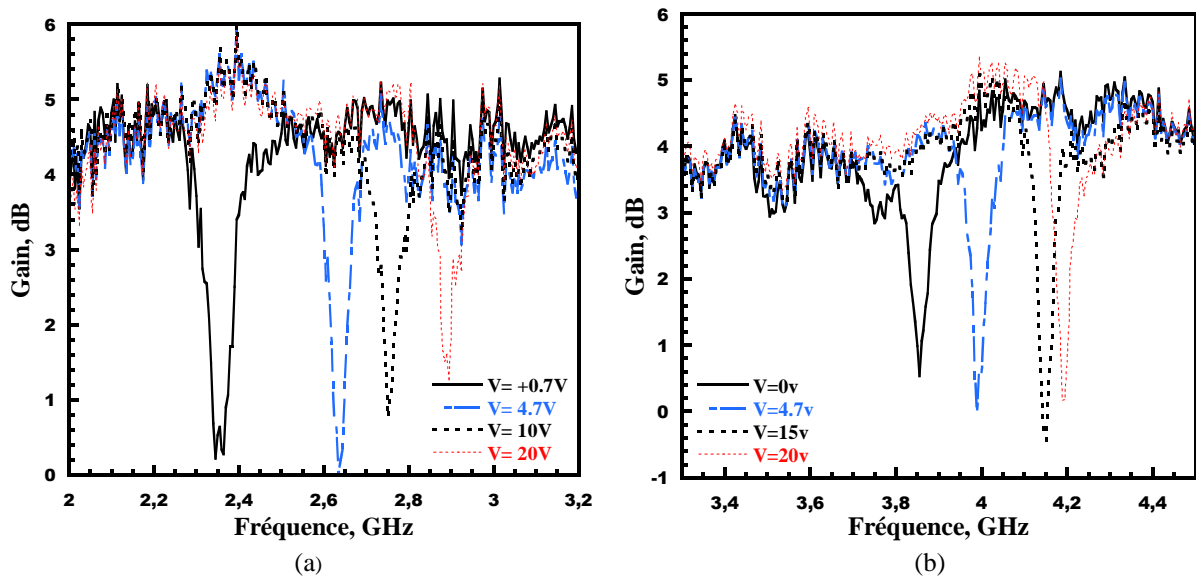 6
5
4
3
2
1
0
Gain, dB
2
2,2
2,4
2,6
2,8
3
3,2
Fréquence, GHz
V= +0.7V
V= 4.7V
V= 10V
V= 20V
(a)
6
5
4
3
2
1
0
-1
Gain, dB
3,4
3,6
3,8
4
4,2
4,4
Fréquence, GHz
V=0v
V=4.7v
V=15v
V=20v
(b)